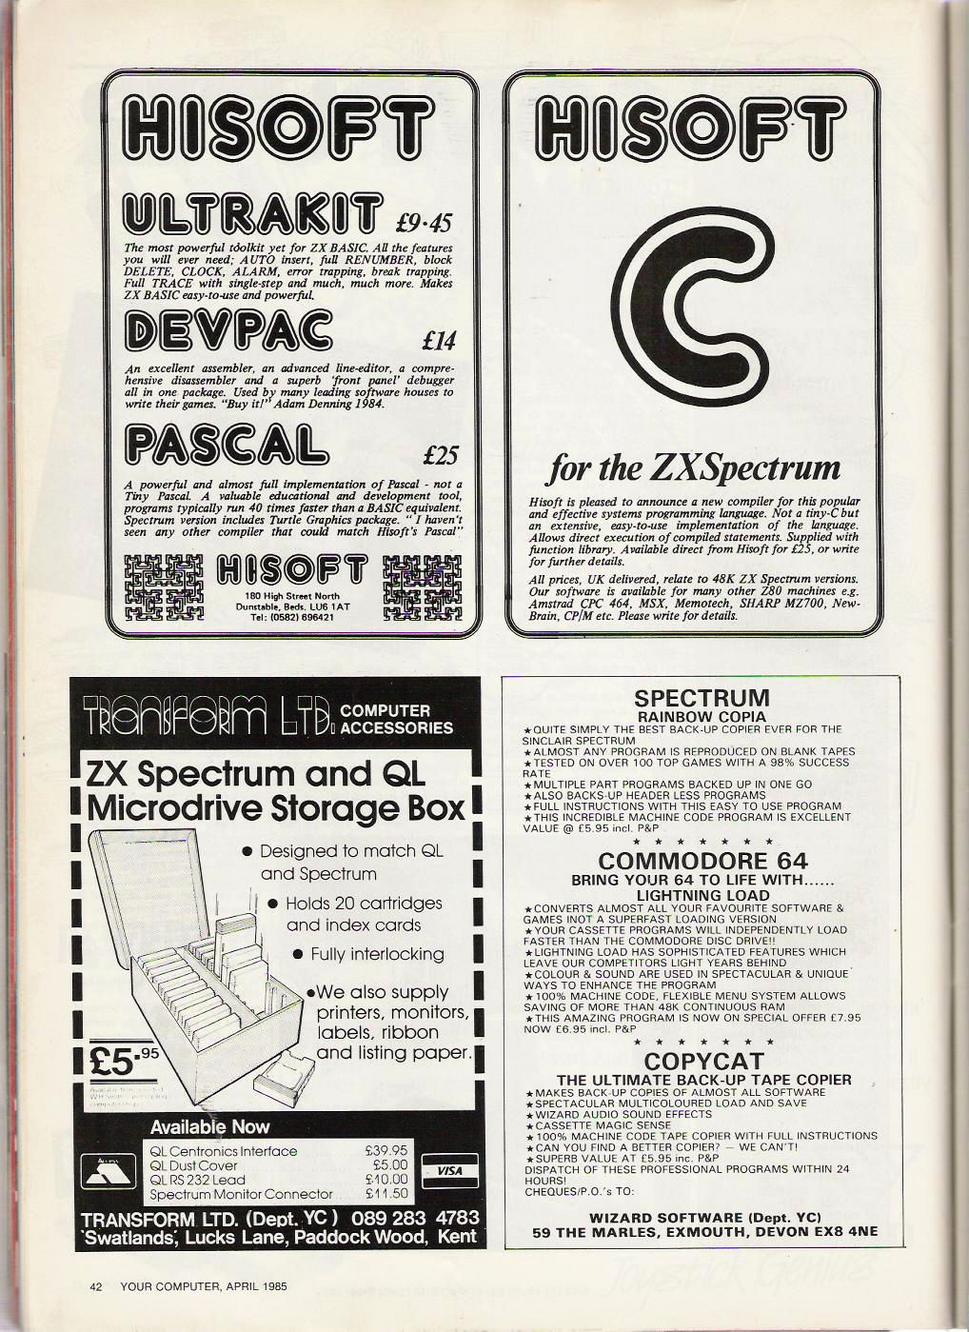 HISOFT
ULTRAKIT £9·45
The most powerful toolkit yet for ZX BASIC. All the features
you will ever need; AUTO insert, full RENUMBER, block
DELETE, CLOCK, ALARM, error trapping, break trapping.
Full TRACE with single-step and much, much more. Makes
ZX BASIC easy-to-use and powerful.
DEVPAC £14
An excellent assembler, an advanced line-editor, a compre-
hensive disassembler and a superb 'front panel' debugger
all in one package. Used by many leading software houses to
write their games. "Buy it!" Adam Denning 1984.
PASCAL £25
A powerful and almost full implementation of Pascal - not a
Tiny Pascal. A valuable educational and development tool,
programs typically run 40 times faster than a BASIC equivalent.
Spectrum version includes Turtle Graphics package. " I haven't
seen any other compiler that could match Hisoft's Pascal"
HISOFT
180 High Street North
Dunstable, Beds. LU6 1AT
Tel: (0582) 696421
HISOFT
C
for the ZXSpectrum
Hisoft is pleased to announce a new compiler for this popular
and effective systems programming language. Not a tiny-C but
an extensive, easy-to-use implementation of the language.
Allows direct execution of compiled statements. Supplied with
function library. Available direct from Hisoft for £25, or write
for further details.
All prices, UK delivered, relate to 48K ZX Spectrum versions.
Our software is available for many other Z80 machines e.g.
Amstrad CPC 464, MSX, Memotech, SHARP MZ700, New-
Brain, CP/M etc. Please write for details.
TRANSFORM LTD. COMPUTER
ACCESSORIES
ZX Spectrum and QL
Microdrive Storage Box
● Designed to match QL
and Spectrum
● Holds 20 cartridges
and index cards
● Fully interlocking
●We also supply
printers, monitors,
labels, ribbon
and listing paper.
£5·95
Available Now
QL Centronics Interface £39.95
QL Dust Cover £5.00
QL RS 232 Lead £10.00
Spectrum Monitor Connector £11.50
Access
VISA
TRANSFORM LTD. (Dept. YC ) 089 283 4783
'Swatlands', Lucks Lane, Paddock Wood, Kent
SPECTRUM
RAINBOW COPIA
★QUITE SIMPLY THE BEST BACK-UP COPIER EVER FOR THE
SINCLAIR SPECTRUM
★ALMOST ANY PROGRAM IS REPRODUCED ON BLANK TAPES
★TESTED ON OVER 100 TOP GAMES WITH A 98% SUCCESS
RATE
★MULTIPLE PART PROGRAMS BACKED UP IN ONE GO
★ALSO BACKS-UP HEADER LESS PROGRAMS
★FULL INSTRUCTIONS WITH THIS EASY TO USE PROGRAM
★THIS INCREDIBLE MACHINE CODE PROGRAM IS EXCELLENT
VALUE @ £5.95 incl. P&P
★ ★ ★ ★ ★ ★ ★
COMMODORE 64
BRING YOUR 64 TO LIFE WITH......
LIGHTNING LOAD
★CONVERTS ALMOST ALL YOUR FAVOURITE SOFTWARE &
GAMES INOT A SUPERFAST LOADING VERSION
★YOUR CASSETTE PROGRAMS WILL INDEPENDENTLY LOAD
FASTER THAN THE COMMODORE DISC DRIVE!!
★LIGHTNING LOAD HAS SOPHISTICATED FEATURES WHICH
LEAVE OUR COMPETITORS LIGHT YEARS BEHIND
★COLOUR & SOUND ARE USED IN SPECTACULAR & UNIQUE
WAYS TO ENHANCE THE PROGRAM
★100% MACHINE CODE, FLEXIBLE MENU SYSTEM ALLOWS
SAVING OF MORE THAN 48K CONTINUOUS RAM
★THIS AMAZING PROGRAM IS NOW ON SPECIAL OFFER £7.95
NOW £6.95 incl. P&P
★ ★ ★ ★ ★ ★ ★
COPYCAT
THE ULTIMATE BACK-UP TAPE COPIER
★MAKES BACK-UP COPIES OF ALMOST ALL SOFTWARE
★SPECTACULAR MULTICOLOURED LOAD AND SAVE
★WIZARD AUDIO SOUND EFFECTS
★CASSETTE MAGIC SENSE
★100% MACHINE CODE TAPE COPIER WITH FULL INSTRUCTIONS
★CAN YOU FIND A BETTER COPIER? — WE CAN'T!
★SUPERB VALUE AT £5.95 inc. P&P
DISPATCH OF THESE PROFESSIONAL PROGRAMS WITHIN 24
HOURS!
CHEQUES/P.O.'s TO:
WIZARD SOFTWARE (Dept. YC)
59 THE MARLES, EXMOUTH, DEVON EX8 4NE
42 YOUR COMPUTER, APRIL 1985